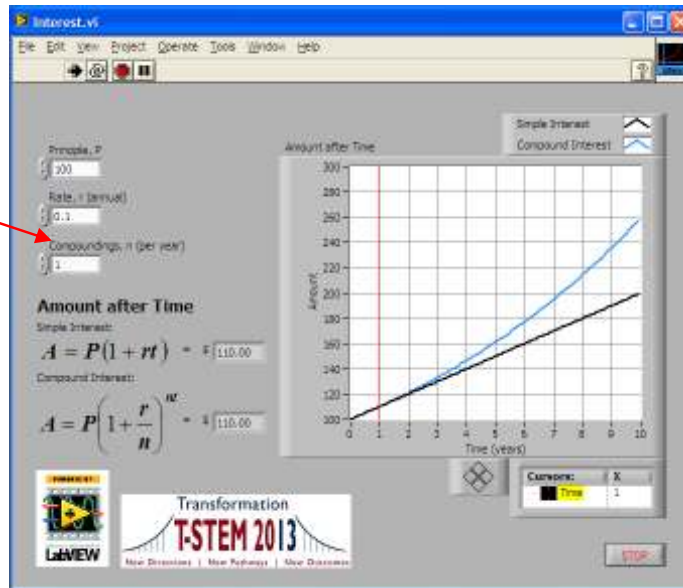 Interest.vi
File Edit View Project Operate Tools Window Help
Principle, P
100
Rate, r (annual)
0.1
Compoundings, n (per year)
1
Amount after Time
Simple Interest:
A = P(1 + rt) = $ 110.00
Compound Interest:
A = P(1 + r/n)^nt = $ 110.00
Simple Interest
Compound Interest
Amount after Time
Amount
300
280
260
240
220
200
180
160
140
120
100
0 1 2 3 4 5 6 7 8 9 10
Time (years)
Cursors: X
Time 1
LabVIEW
Transformation
T-STEM 2013
New Directions | New Pathways | New Outcomes
STOP